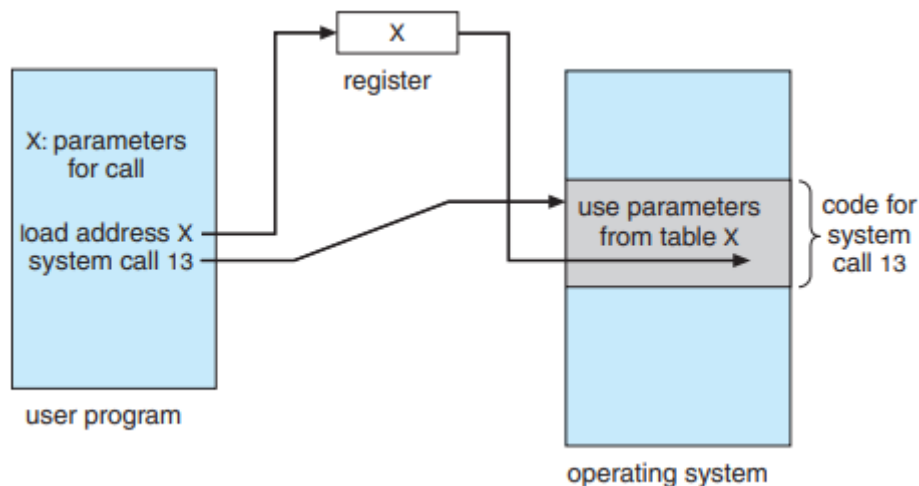 X
register
X: parameters
for call
load address X
system call 13
user program
use parameters
from table X
code for
system
call 13
operating system